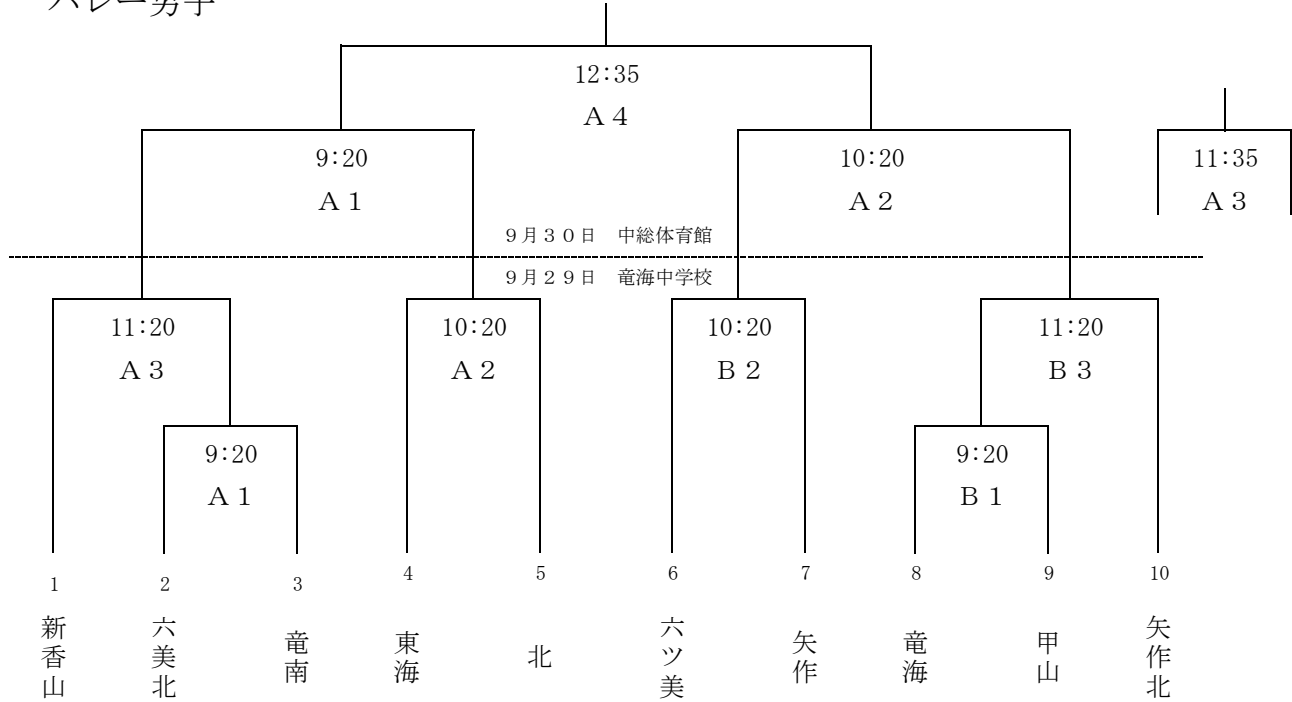 バレー男子
12:35
Ａ４
9:20
Ａ１
10:20
Ａ２
11:35
Ａ３
９月３０日　中総体育館
９月２９日　竜海中学校
11:20
Ａ３
10:20
Ａ２
10:20
Ｂ２
11:20
Ｂ３
9:20
Ａ１
9:20
Ｂ１
1
2
3
4
5
6
7
8
9
10
新香山
六美北
竜南
東海
北
六ツ美
矢作
竜海
甲山
矢作北